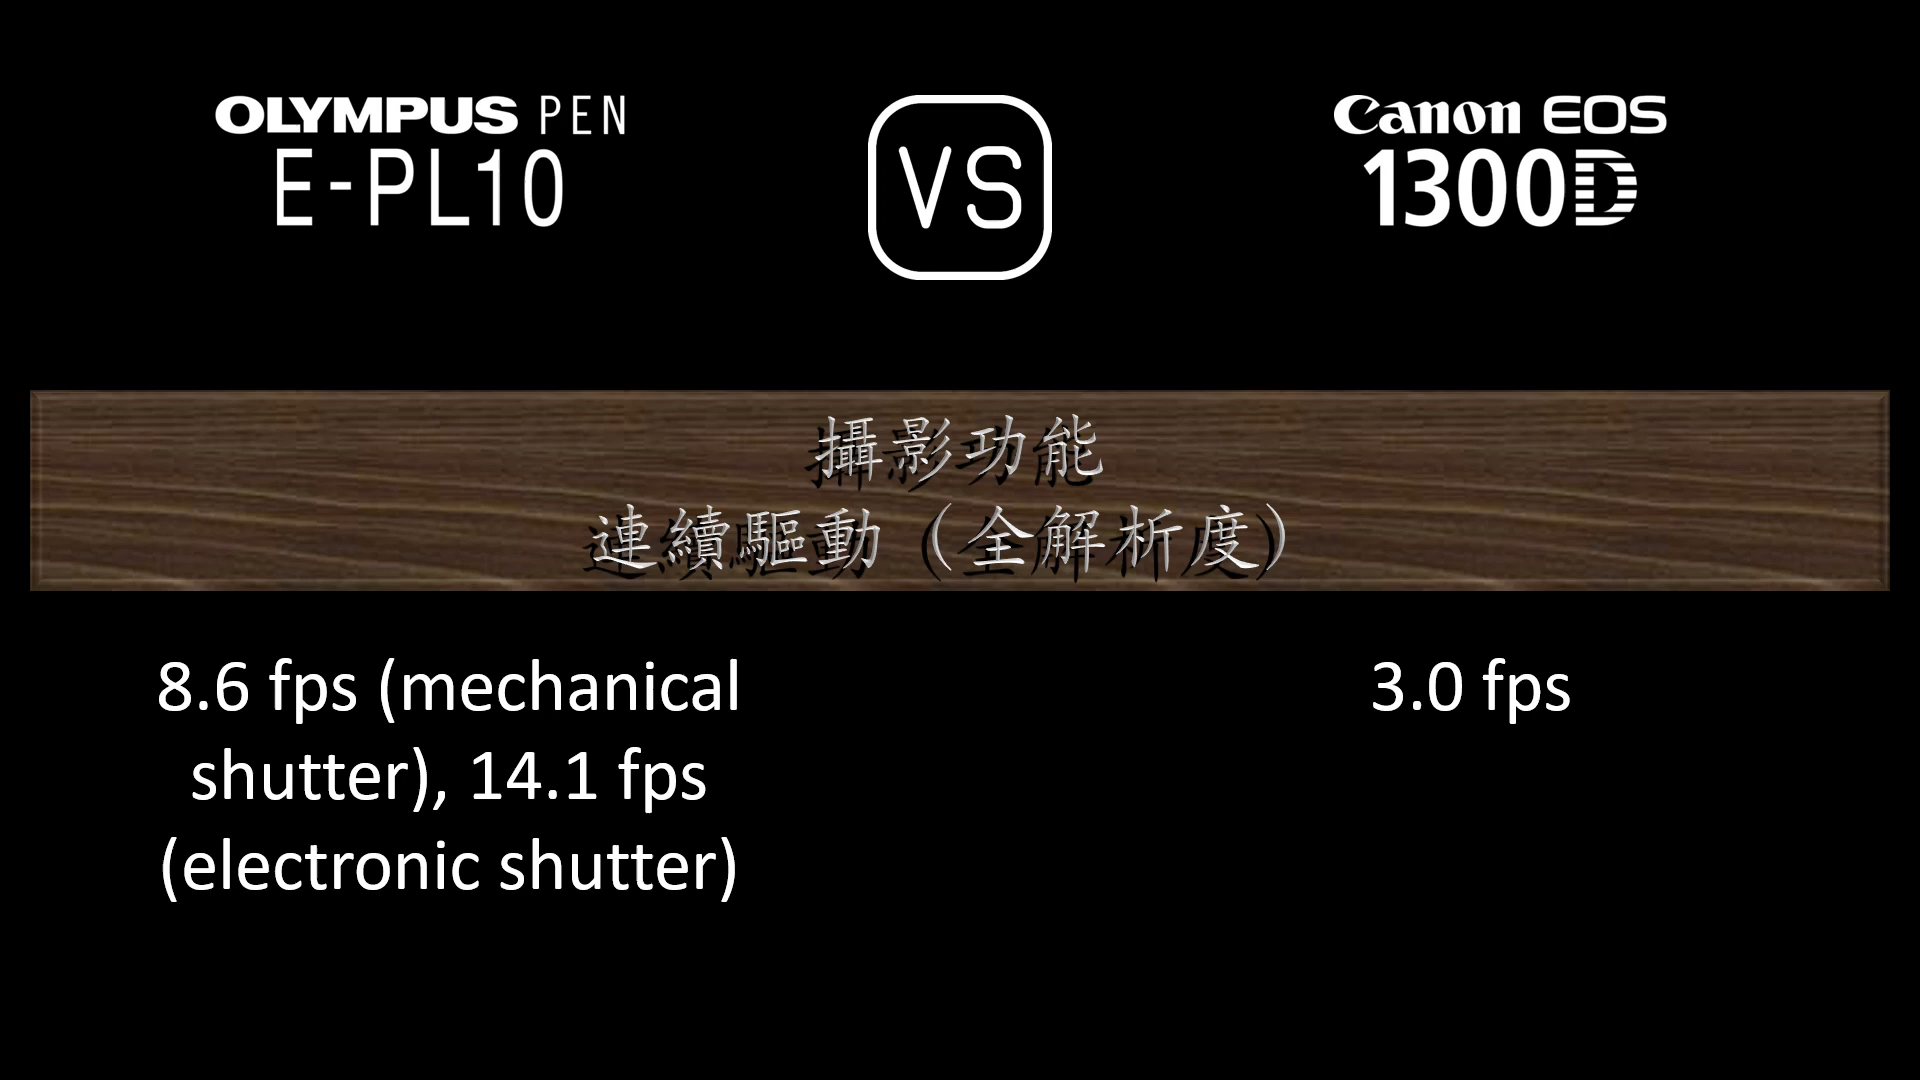 OLYMPUS PEN
E-PL10
VS
Canon EOS
1300D
攝影功能
連續驅動（全解析度）
8.6 fps (mechanical
shutter), 14.1 fps
(electronic shutter)
3.0 fps